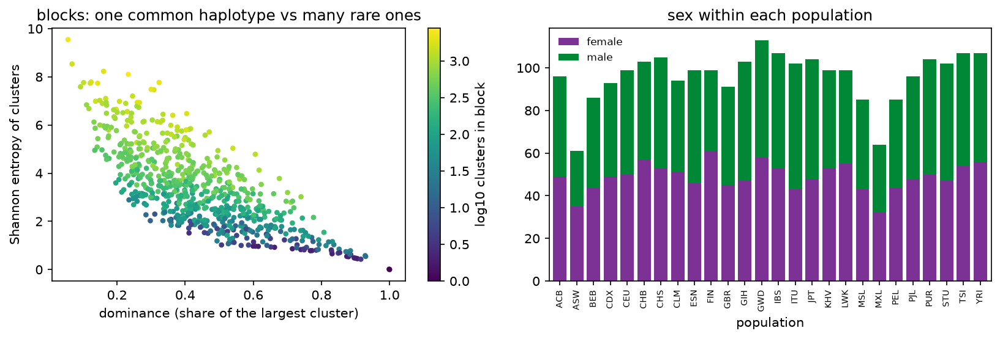 blocks: one common haplotype vs many rare ones
Shannon entropy of clusters
10
8
6
4
2
0
0.2 0.4 0.6 0.8 1.0
dominance (share of the largest cluster)
3.0
2.5
2.0
1.5
1.0
0.5
0.0
log10 clusters in block
sex within each population
female
male
100
80
60
40
20
0
ACB ASW BEB CDX CEU CHB CHS CLM ESN FIN GBR GIH GWD IBS ITU JPT KHV LWK MSL MXL PEL PJL PUR STU TSI YRI
population